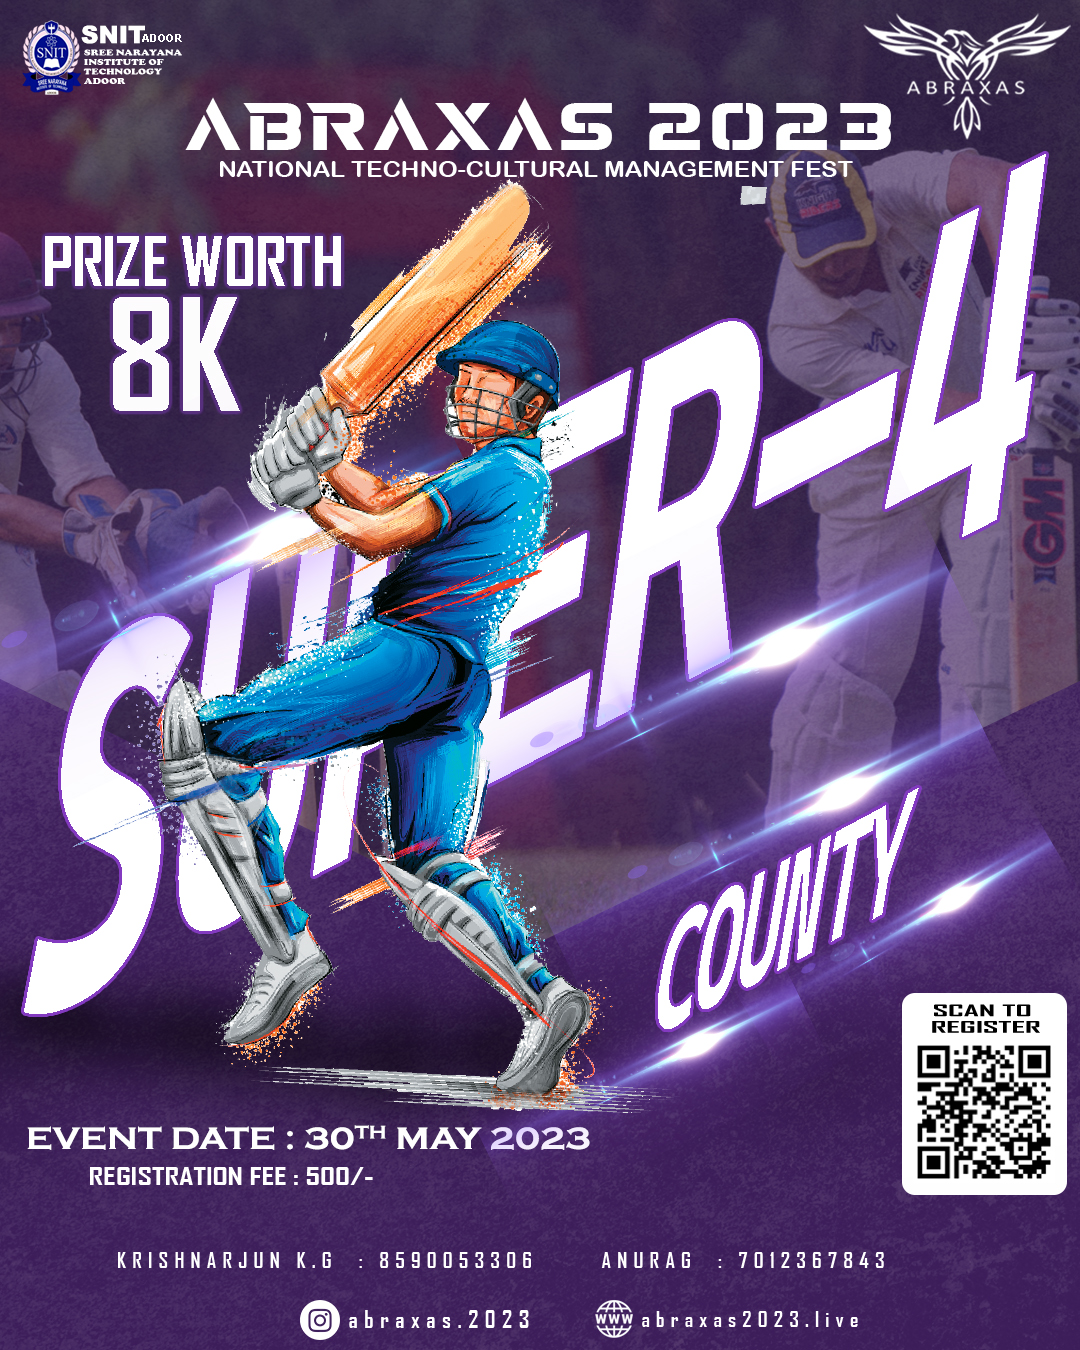 SNIT ADOOR
SREE NARAYANA
INSTITUTE OF
TECHNOLOGY
ADOOR
SNIT
ABRAXAS
ABRAXAS 2023
NATIONAL TECHNO-CULTURAL MANAGEMENT FEST
PRIZE WORTH
8K
SUPER-4
COUNTY
GM
SCAN TO
REGISTER
EVENT DATE : 30TH MAY 2023
REGISTRATION FEE : 500/-
KRISHNARJUN K.G : 8590053306
ANURAG : 7012367843
abraxas.2023
www abraxas2023.live